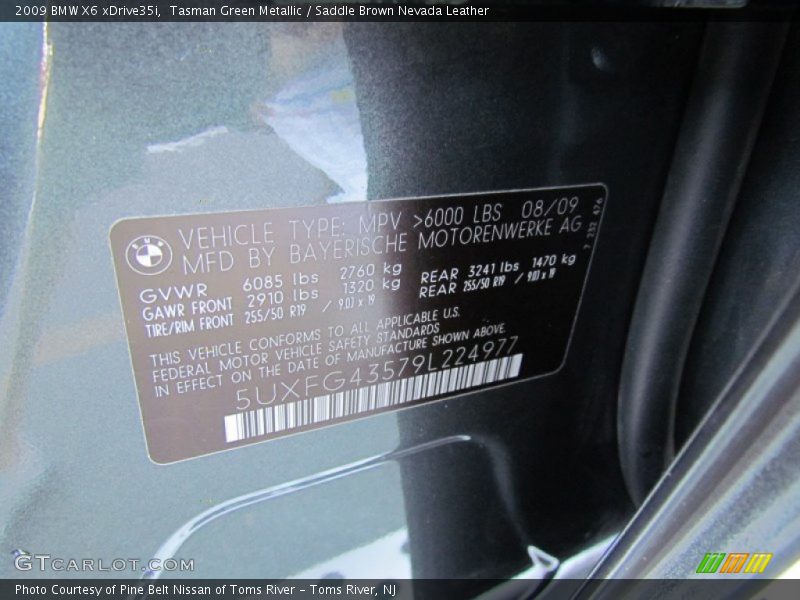 2009 BMW X6 xDrive35i, Tasman Green Metallic / Saddle Brown Nevada Leather
BMW
VEHICLE TYPE: MPV >6000 LBS 08/09
MFD BY BAYERISCHE MOTORENWERKE AG
GVWR 6085 lbs 2760 kg
GAWR FRONT 2910 lbs 1320 kg REAR 3241 lbs 1470 kg
TIRE/RIM FRONT 255/50 R19 / 9.0J x 19 REAR 255/50 R19 / 9.0J x 19
THIS VEHICLE CONFORMS TO ALL APPLICABLE U.S.
FEDERAL MOTOR VEHICLE SAFETY STANDARDS
IN EFFECT ON THE DATE OF MANUFACTURE SHOWN ABOVE
5UXFG43579L224977
GTCARLOT.COM
Photo Courtesy of Pine Belt Nissan of Toms River – Toms River, NJ